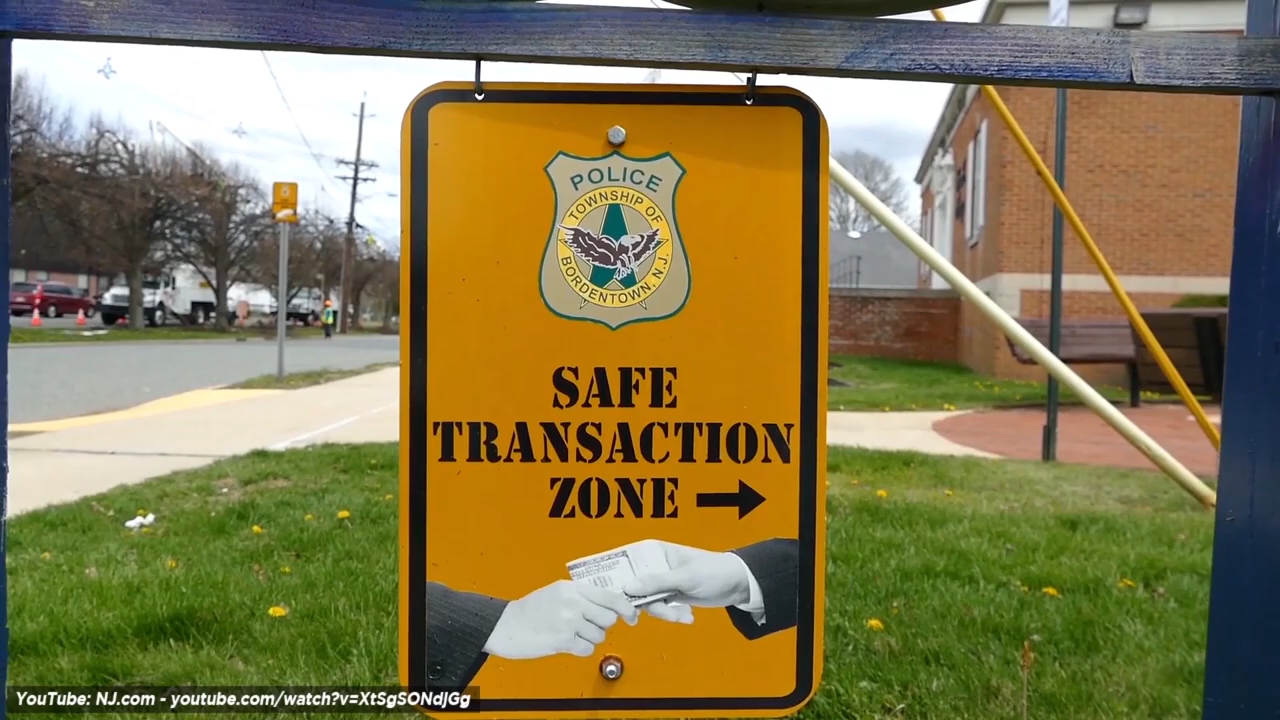 POLICE
TOWNSHIP OF
BORDENTOWN, N.J.
SAFE
TRANSACTION
ZONE
YouTube: NJ.com - youtube.com/watch?v=XtSgSONdjGg